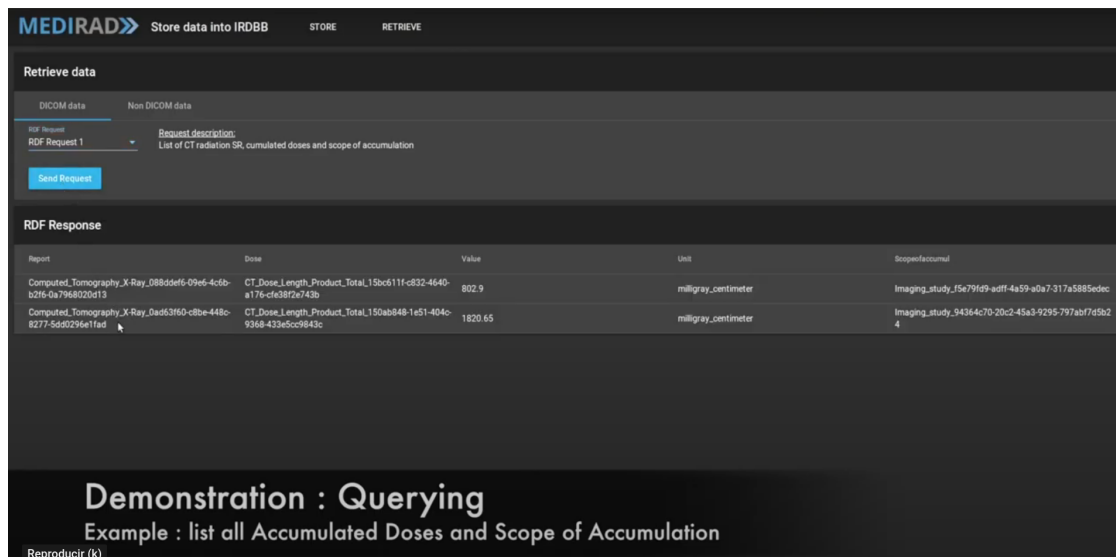 MEDIRAD Store data into IRDBB STORE RETRIEVE
Retrieve data
DICOM data Non DICOM data
RDF Request
RDF Request 1
Request description:
List of CT radiation SR, cumulated doses and scope of accumulation
Send Request
RDF Response
Report Dose Value Unit Scopeofaccumul
Computed_Tomography_X-Ray_088ddef6-09e6-4c6b-
b2f6-0a7968020d13
CT_Dose_Length_Product_Total_15bc611f-c832-4640-
a176-cfe38f2e743b
802.9
milligray_centimeter
Imaging_study_f5e79fd9-adff-4a59-a0a7-317a5885edec
Computed_Tomography_X-Ray_0ad63f60-c8be-448c-
8277-5dd0296e1fad
CT_Dose_Length_Product_Total_150ab848-1e51-404c-
9368-433e5cc9843c
1820.65
milligray_centimeter
Imaging_study_94364c70-20c2-45a3-9295-797abf7d5b2
4
Demonstration : Querying
Example : list all Accumulated Doses and Scope of Accumulation
Reproducir (k)